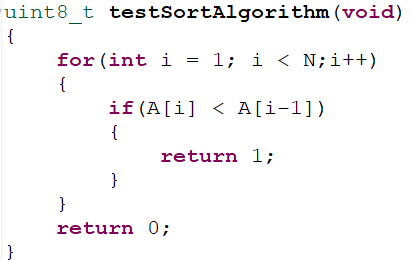 uint8_t testSortAlgorithm(void)
{
    for(int i = 1; i < N;i++)
    {
        if(A[i] < A[i-1])
        {
            return 1;
        }
    }
    return 0;
}